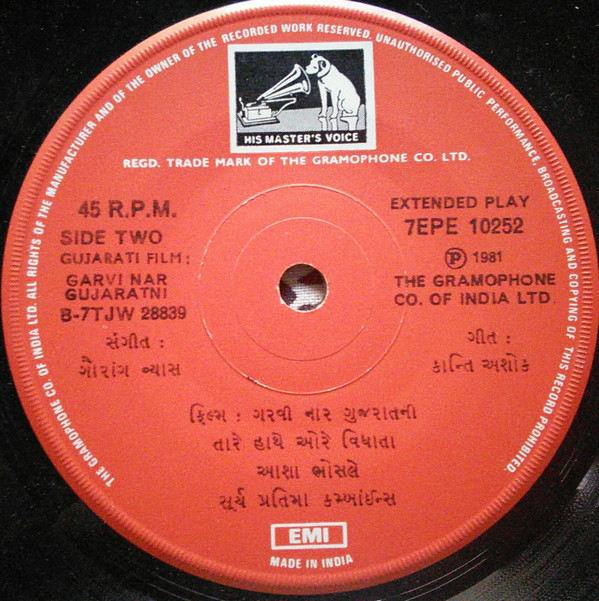 THE GRAMOPHONE CO. OF INDIA LTD. ALL RIGHTS OF THE MANUFACTURER AND OF THE OWNER OF THE RECORDED WORK RESERVED. UNAUTHORISED PUBLIC PERFORMANCE, BROADCASTING AND COPYING OF THIS RECORD PROHIBITED.
HIS MASTER'S VOICE
REGD. TRADE MARK OF THE GRAMOPHONE CO. LTD.
45 R.P.M.
SIDE TWO
GUJARATI FILM:
GARVI NAR
GUJARATNI
B-7TJW 28839
EXTENDED PLAY
7EPE 10252
℗ 1981
THE GRAMOPHONE
CO. OF INDIA LTD.
સંગીત :
ગૌરાંગ વ્યાસ
ગીત :
કાન્તિ અશોક
ફિલ્મ : ગરવી નાર ગુજરાતની
તારે હાથે ઓરે વિધાતા
આશા ભોસલે
સૂર્ય પ્રતિમા કમ્બાઈન્સ
EMI
MADE IN INDIA